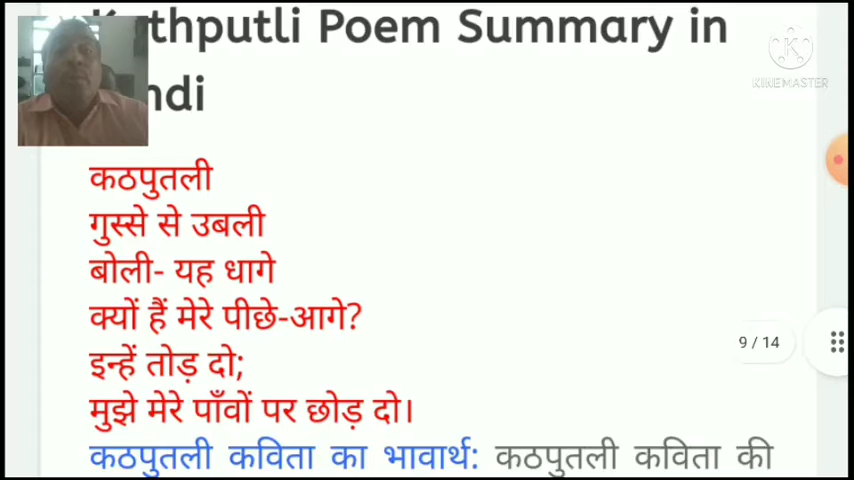 thputli Poem Summary in
ndi
KINEMASTER
कठपुतली
गुस्से से उबली
बोली- यह धागे
क्यों हैं मेरे पीछे-आगे?
इन्हें तोड़ दो;
9 / 14
मुझे मेरे पाँवों पर छोड़ दो।
कठपुतली कविता का भावार्थ: कठपुतली कविता की